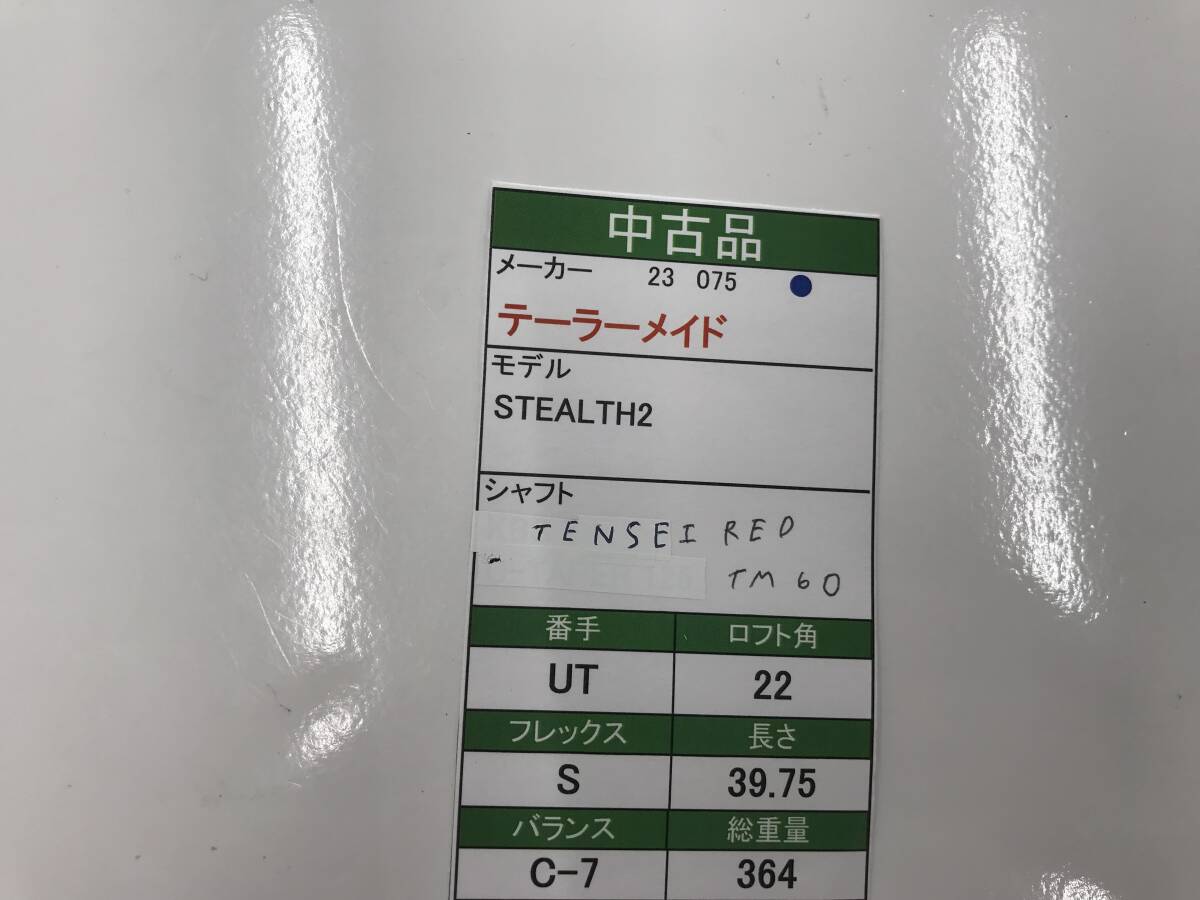 中古品
メーカー 23 075
テーラーメイド
モデル
STEALTH2
シャフト
TENSEI RED
TM60
番手 ロフト角
UT 22
フレックス 長さ
S 39.75
バランス 総重量
C-7 364